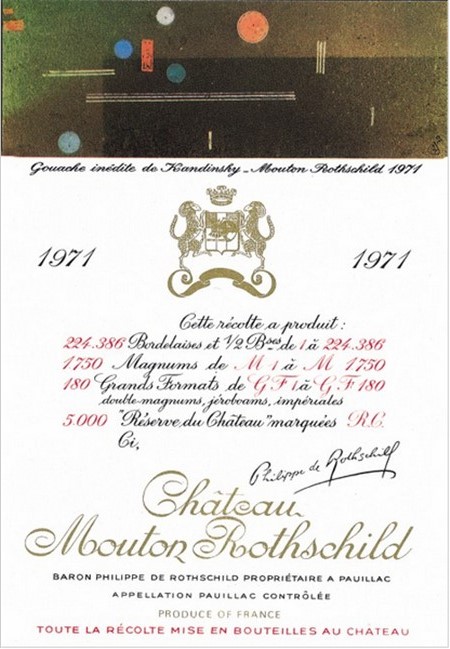 Gouache inédite de Kandinsky - Mouton Rothschild 1971
1971 1971
Cette récolte a produit :
224.386 Bordelaises et 1/2 Bses de 1 à 224.386
1750 Magnums de M 1 à M 1750
180 Grands Formats de G F 1 à G F 180
double-magnums, jéroboams, impériales
5.000 "Réserve du Château" marquées R.C.
Ci,
Philippe de Rothschild
Château
Mouton Rothschild
BARON PHILIPPE DE ROTHSCHILD PROPRIÉTAIRE A PAUILLAC
APPELLATION PAUILLAC CONTRÔLÉE
PRODUCE OF FRANCE
TOUTE LA RÉCOLTE MISE EN BOUTEILLES AU CHATEAU